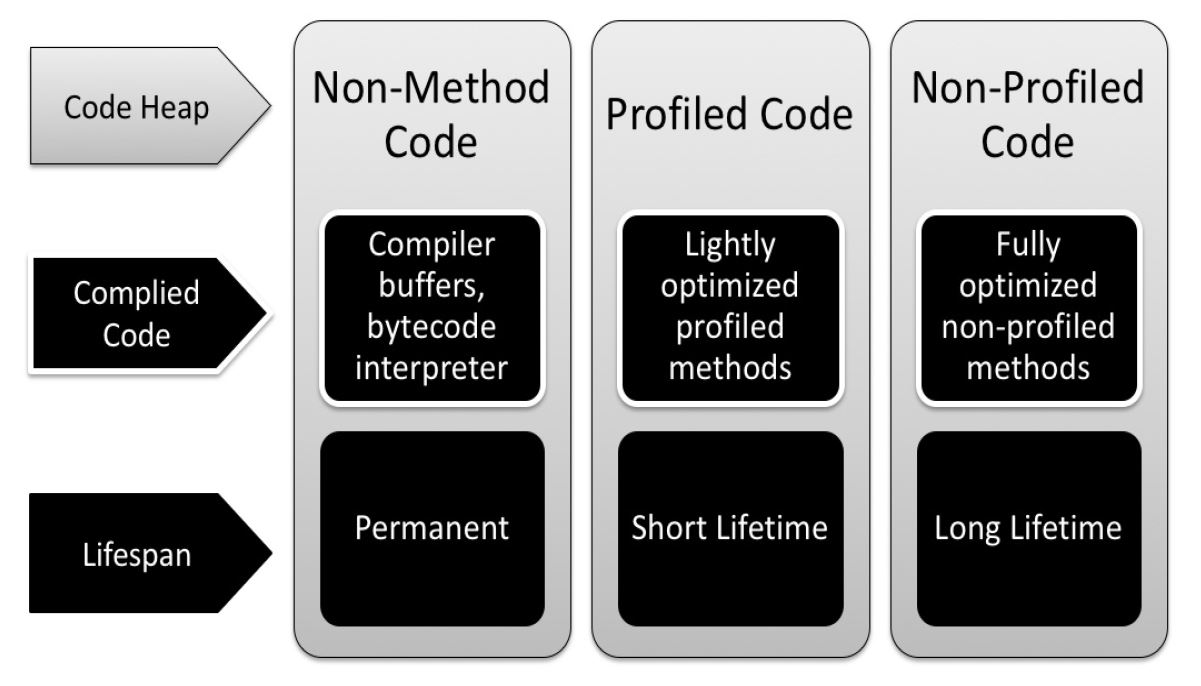 Code Heap
Non-Method
Code
Profiled Code
Non-Profiled
Code
Complied
Code
Compiler
buffers,
bytecode
interpreter
Lightly
optimized
profiled
methods
Fully
optimized
non-profiled
methods
Lifespan
Permanent
Short Lifetime
Long Lifetime